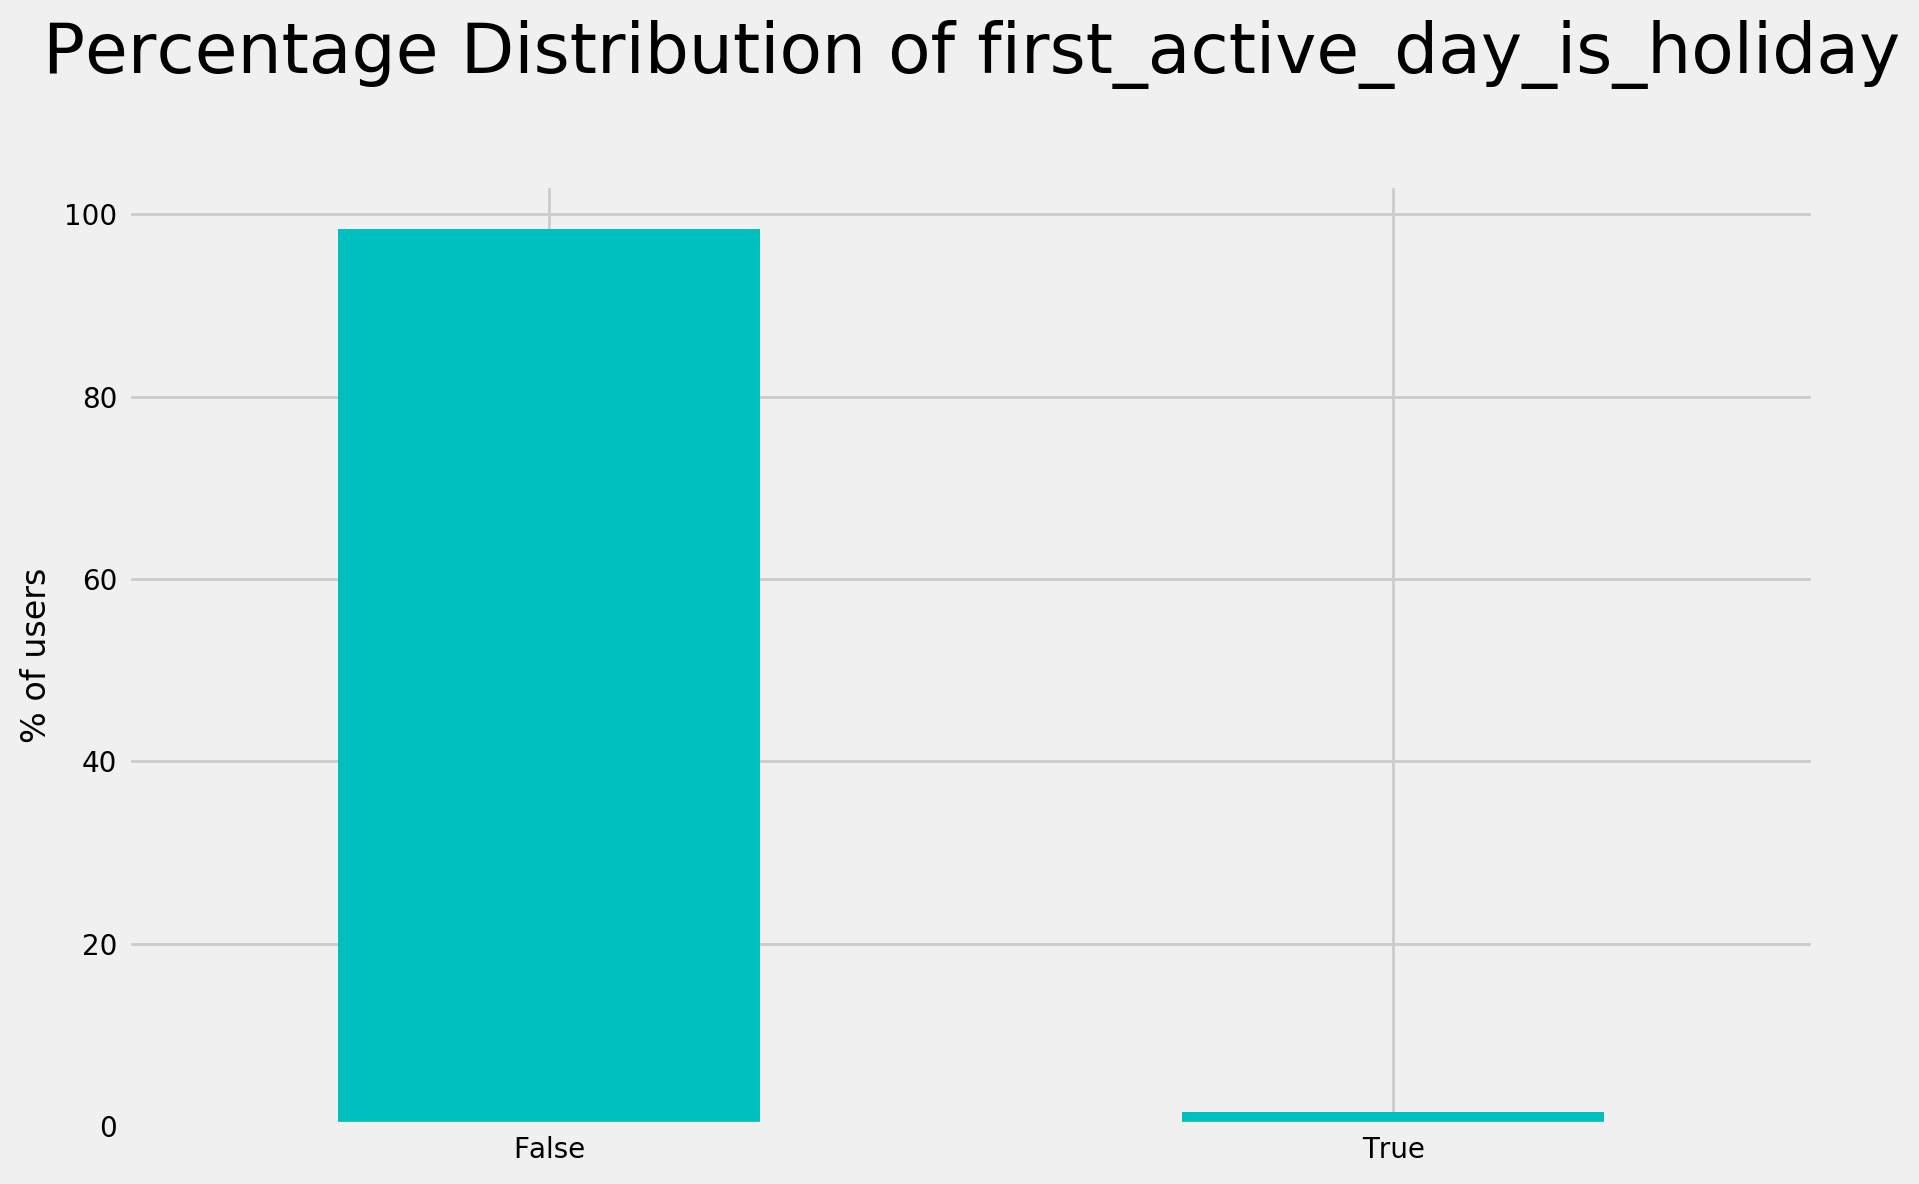 Percentage Distribution of first_active_day_is_holiday
100
80
60
40
20
0
% of users
False
True